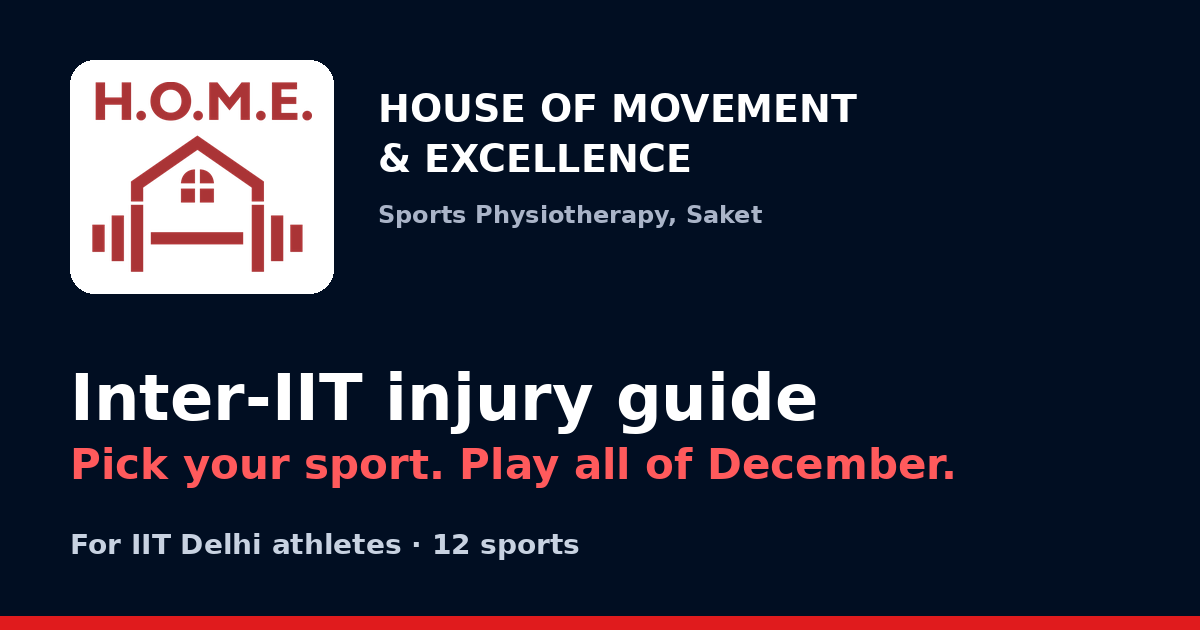 H.O.M.E.
HOUSE OF MOVEMENT
& EXCELLENCE
Sports Physiotherapy, Saket
Inter-IIT injury guide
Pick your sport. Play all of December.
For IIT Delhi athletes · 12 sports